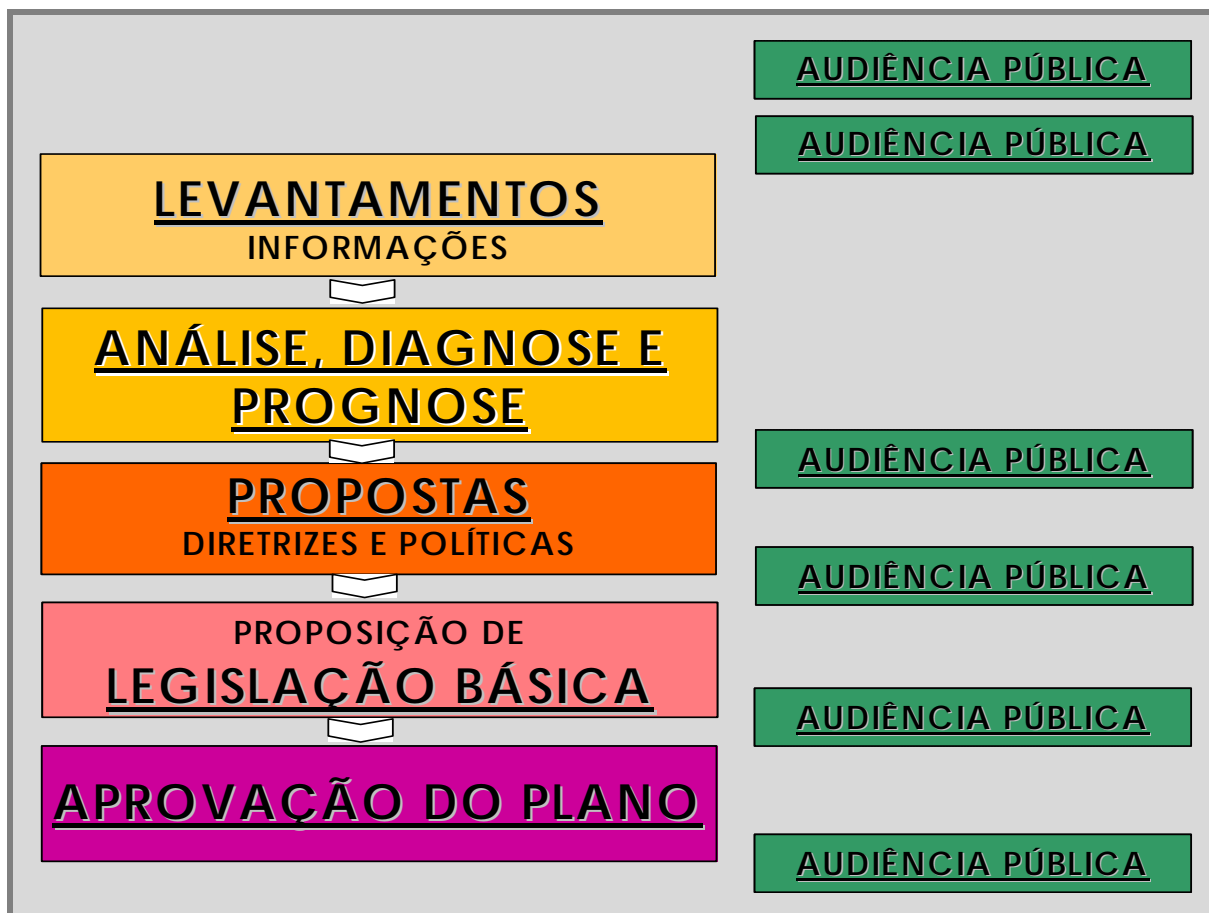 AUDIÊNCIA PÚBLICA
AUDIÊNCIA PÚBLICA
LEVANTAMENTOS
INFORMAÇÕES
ANÁLISE, DIAGNOSE E
PROGNOSE
AUDIÊNCIA PÚBLICA
PROPOSTAS
DIRETRIZES E POLÍTICAS
AUDIÊNCIA PÚBLICA
PROPOSIÇÃO DE
LEGISLAÇÃO BÁSICA
AUDIÊNCIA PÚBLICA
APROVAÇÃO DO PLANO
AUDIÊNCIA PÚBLICA